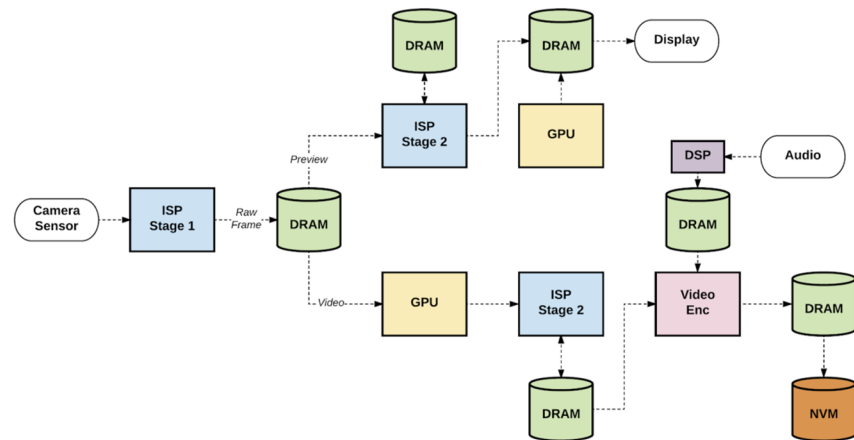 DRAM
DRAM
Display
ISP
Stage 2
GPU
Preview
DSP
Audio
Camera
Sensor
ISP
Stage 1
Raw
Frame
DRAM
DRAM
Video
GPU
ISP
Stage 2
Video
Enc
DRAM
DRAM
NVM